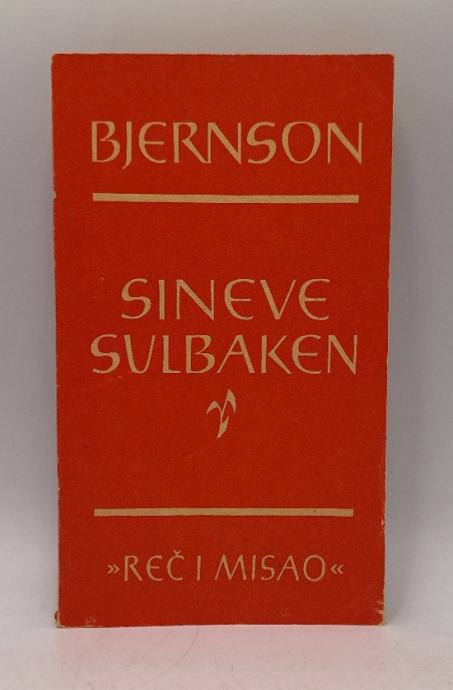 BJERNSON
SINEVE
SULBAKEN
»REČ I MISAO«